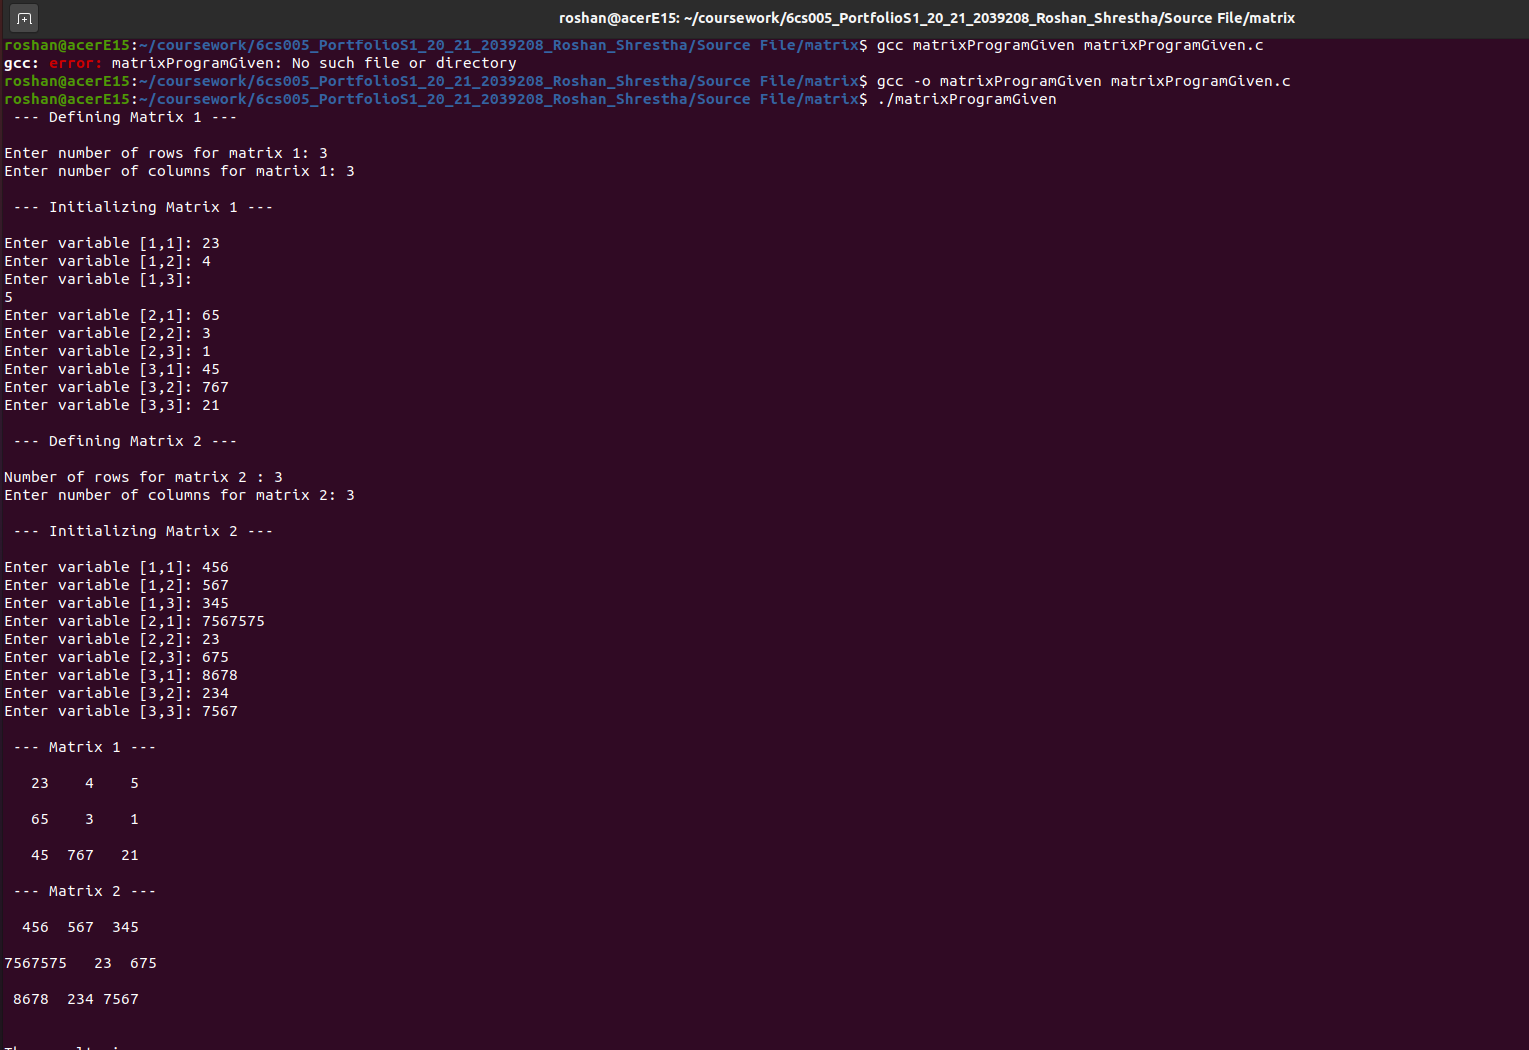 roshan@acerE15: ~/coursework/6cs005_PortfolioS1_20_21_2039208_Roshan_Shrestha/Source File/matrix
roshan@acerE15:~/coursework/6cs005_PortfolioS1_20_21_2039208_Roshan_Shrestha/Source File/matrix$ gcc matrixProgramGiven matrixProgramGiven.c
gcc: error: matrixProgramGiven: No such file or directory
roshan@acerE15:~/coursework/6cs005_PortfolioS1_20_21_2039208_Roshan_Shrestha/Source File/matrix$ gcc -o matrixProgramGiven matrixProgramGiven.c
roshan@acerE15:~/coursework/6cs005_PortfolioS1_20_21_2039208_Roshan_Shrestha/Source File/matrix$ ./matrixProgramGiven
--- Defining Matrix 1 ---
Enter number of rows for matrix 1: 3
Enter number of columns for matrix 1: 3
--- Initializing Matrix 1 ---
Enter variable [1,1]: 23
Enter variable [1,2]: 4
Enter variable [1,3]:
5
Enter variable [2,1]: 65
Enter variable [2,2]: 3
Enter variable [2,3]: 1
Enter variable [3,1]: 45
Enter variable [3,2]: 767
Enter variable [3,3]: 21
--- Defining Matrix 2 ---
Number of rows for matrix 2 : 3
Enter number of columns for matrix 2: 3
--- Initializing Matrix 2 ---
Enter variable [1,1]: 456
Enter variable [1,2]: 567
Enter variable [1,3]: 345
Enter variable [2,1]: 7567575
Enter variable [2,2]: 23
Enter variable [2,3]: 675
Enter variable [3,1]: 8678
Enter variable [3,2]: 234
Enter variable [3,3]: 7567
--- Matrix 1 ---
23 4 5
65 3 1
45 767 21
--- Matrix 2 ---
456 567 345
7567575 23 675
8678 234 7567